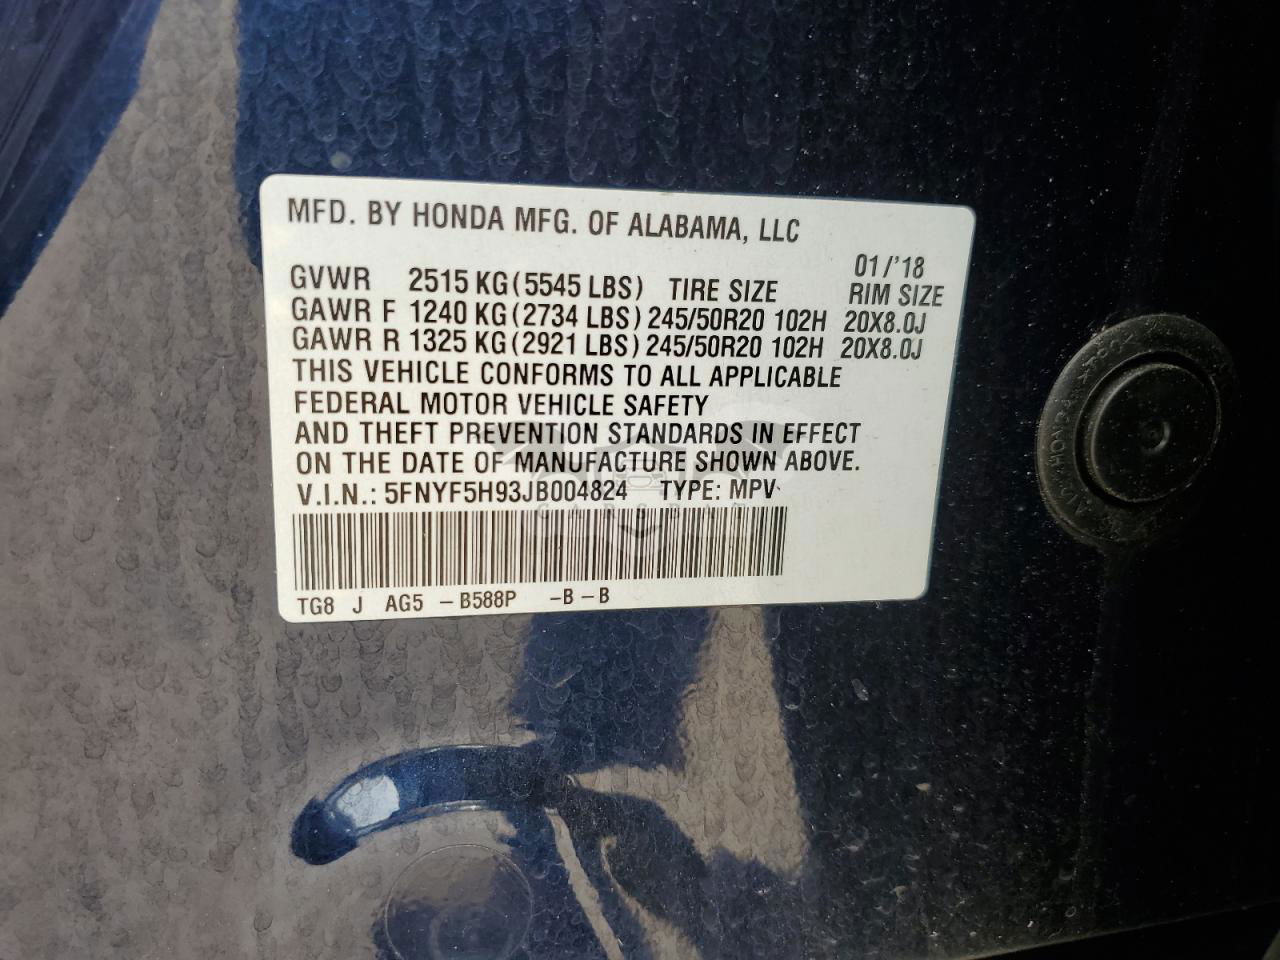 MFD. BY HONDA MFG. OF ALABAMA, LLC
01/'18
GVWR 2515 KG(5545 LBS) TIRE SIZE RIM SIZE
GAWR F 1240 KG(2734 LBS) 245/50R20 102H 20X8.0J
GAWR R 1325 KG(2921 LBS) 245/50R20 102H 20X8.0J
THIS VEHICLE CONFORMS TO ALL APPLICABLE
FEDERAL MOTOR VEHICLE SAFETY
AND THEFT PREVENTION STANDARDS IN EFFECT
ON THE DATE OF MANUFACTURE SHOWN ABOVE.
V.I.N.: 5FNYF5H93JB004824 TYPE: MPV
TG8 J AG5 -B588P -B-B
HONDA